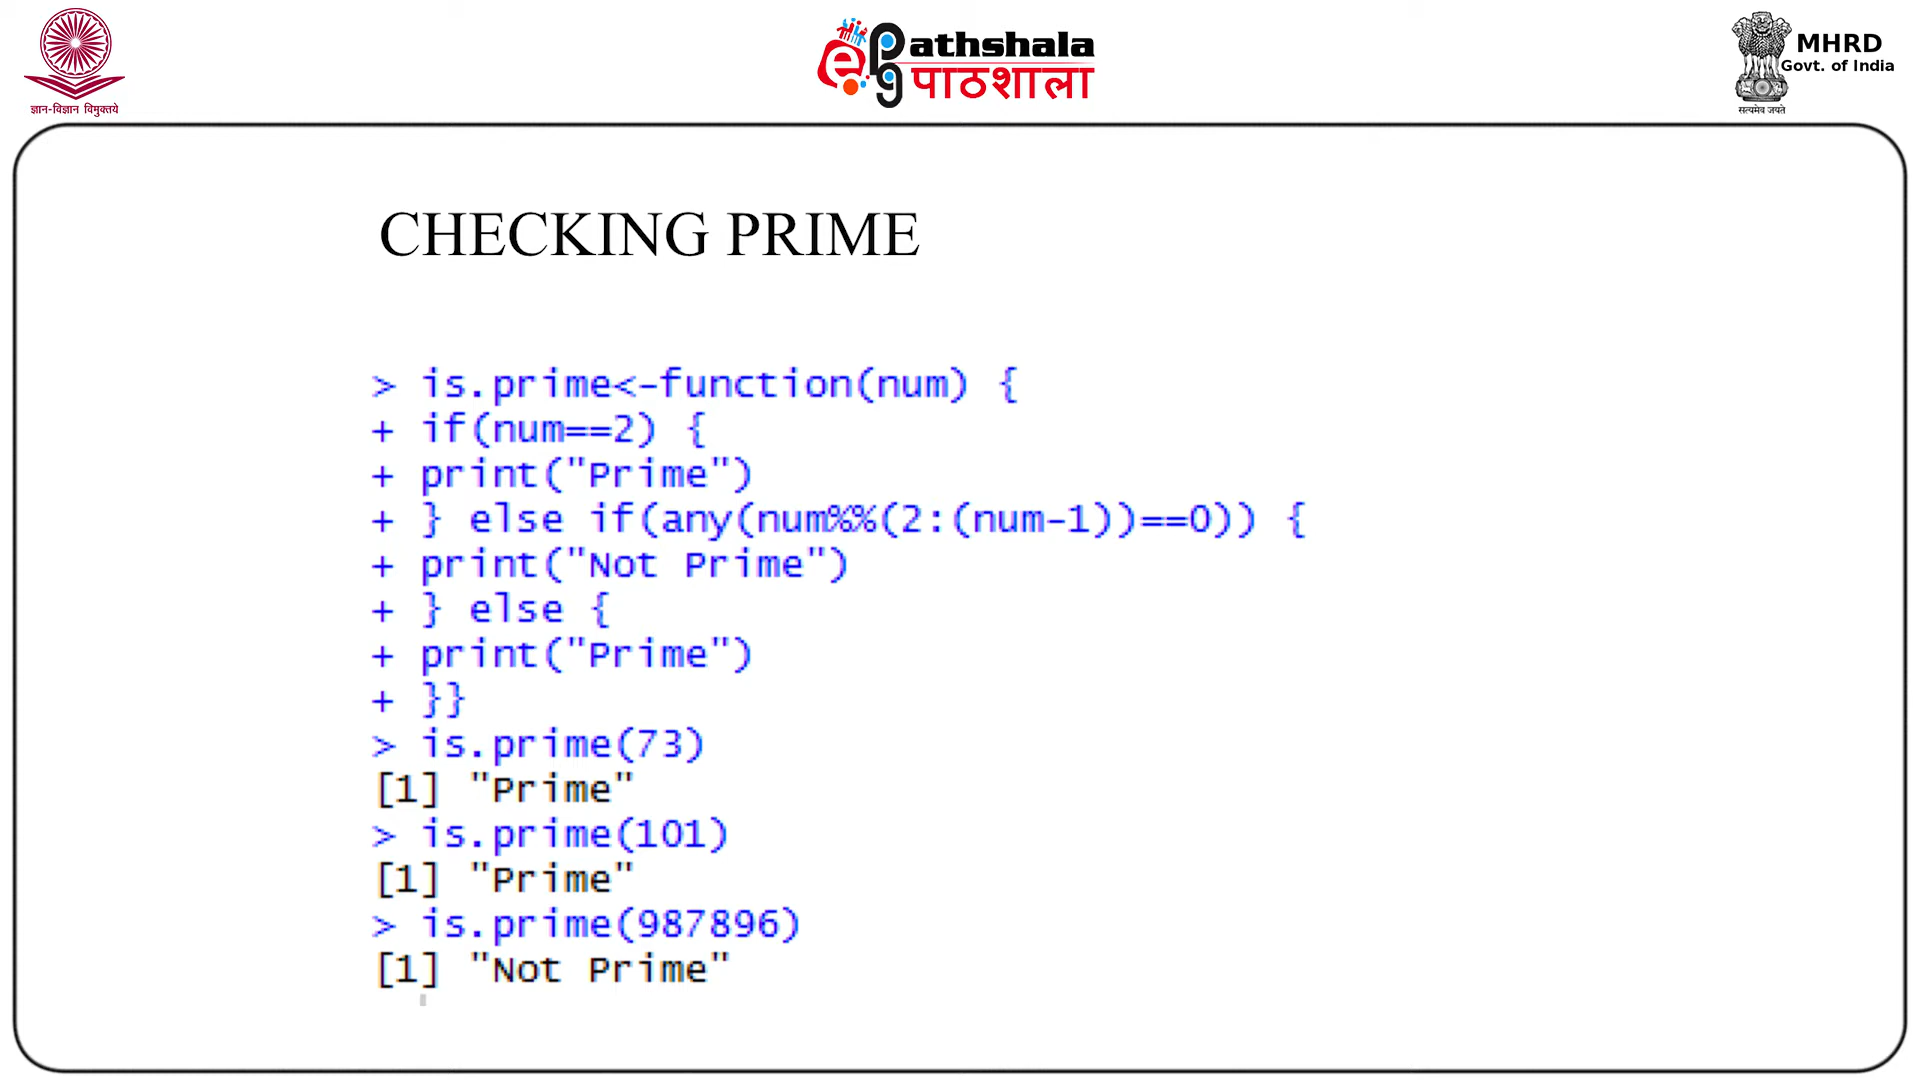 ज्ञान-विज्ञान विमुक्तये
e
Pathshala
पाठशाला
MHRD
Govt. of India
सत्यमेव जयते
CHECKING PRIME
> is.prime<-function(num) {
+ if(num==2) {
+ print("Prime")
+ } else if(any(num%%(2:(num-1))==0)) {
+ print("Not Prime")
+ } else {
+ print("Prime")
+ }}
> is.prime(73)
[1] "Prime"
> is.prime(101)
[1] "Prime"
> is.prime(987896)
[1] "Not Prime"